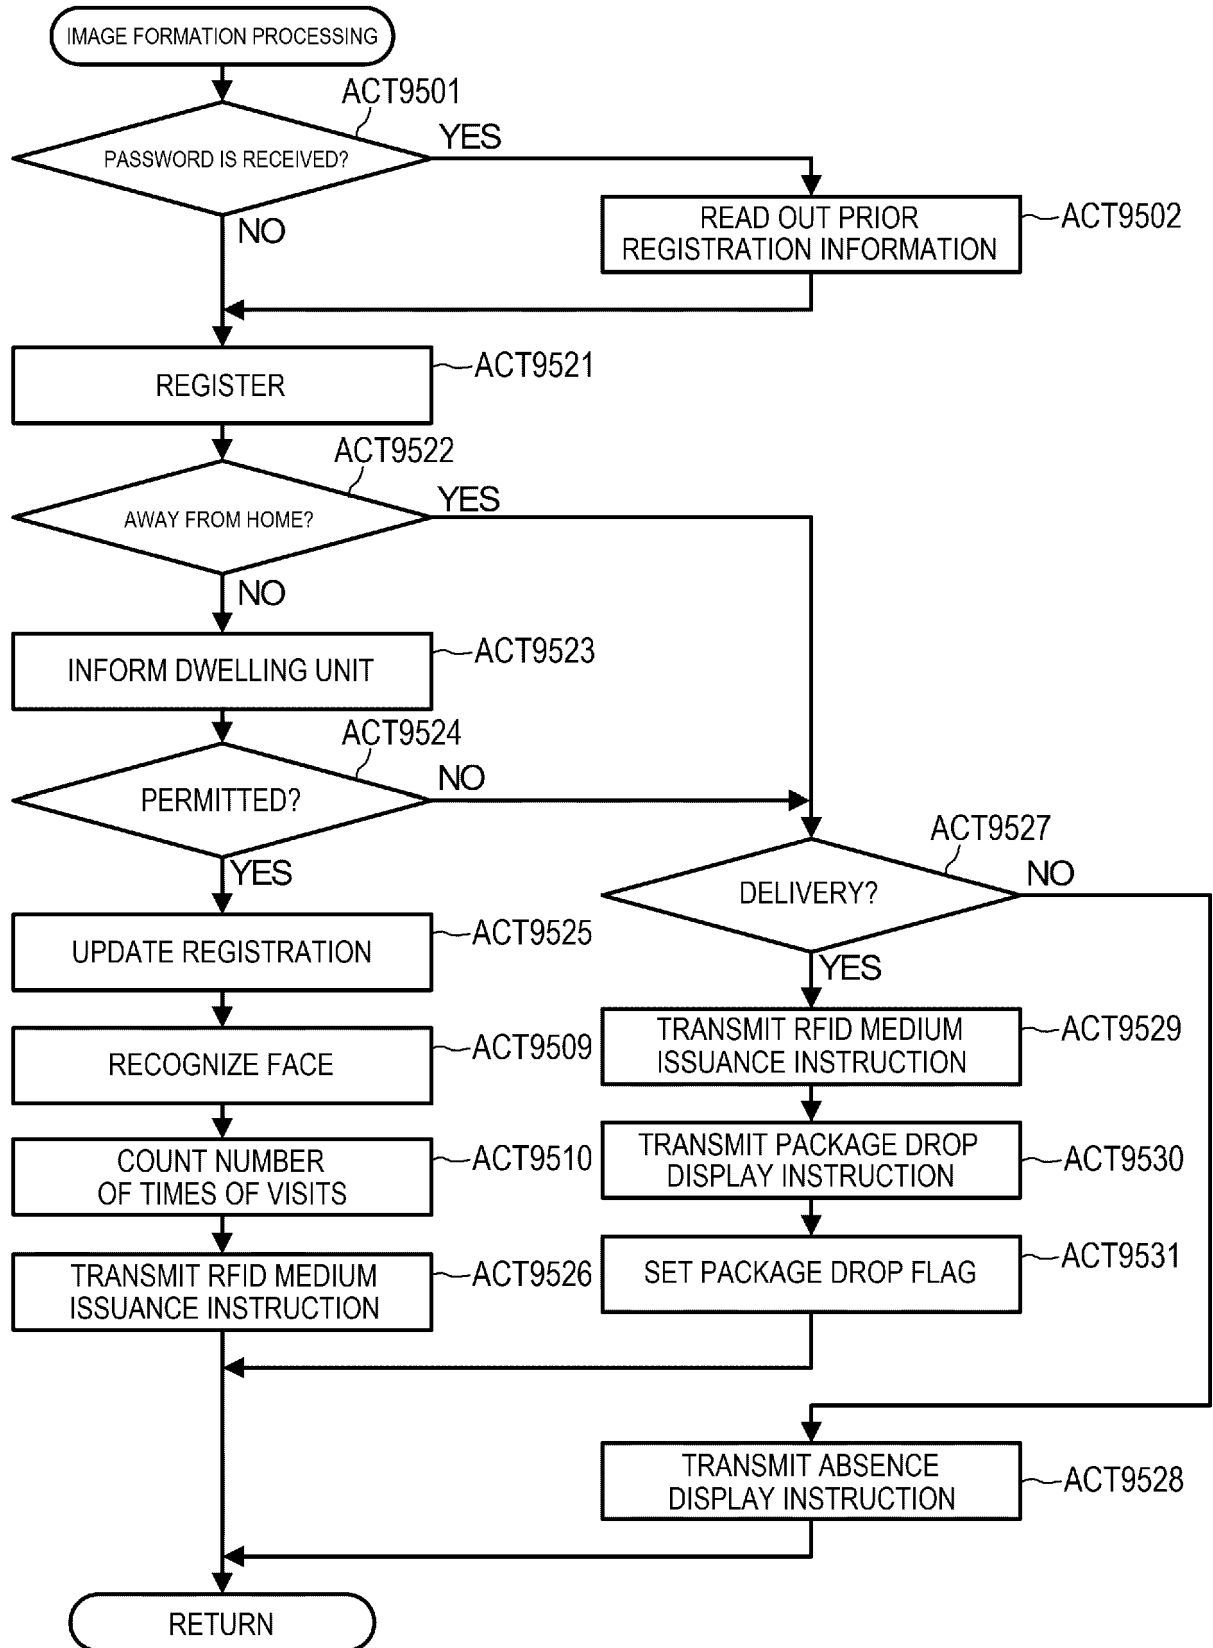 IMAGE FORMATION PROCESSING
ACT9501
PASSWORD IS RECEIVED?
YES
NO
READ OUT PRIOR
REGISTRATION INFORMATION
ACT9502
REGISTER
ACT9521
ACT9522
AWAY FROM HOME?
YES
NO
INFORM DWELLING UNIT
ACT9523
ACT9524
PERMITTED?
NO
YES
ACT9527
DELIVERY?
NO
YES
UPDATE REGISTRATION
ACT9525
RECOGNIZE FACE
ACT9509
COUNT NUMBER
OF TIMES OF VISITS
ACT9510
TRANSMIT RFID MEDIUM
ISSUANCE INSTRUCTION
ACT9526
TRANSMIT RFID MEDIUM
ISSUANCE INSTRUCTION
ACT9529
TRANSMIT PACKAGE DROP
DISPLAY INSTRUCTION
ACT9530
SET PACKAGE DROP FLAG
ACT9531
TRANSMIT ABSENCE
DISPLAY INSTRUCTION
ACT9528
RETURN